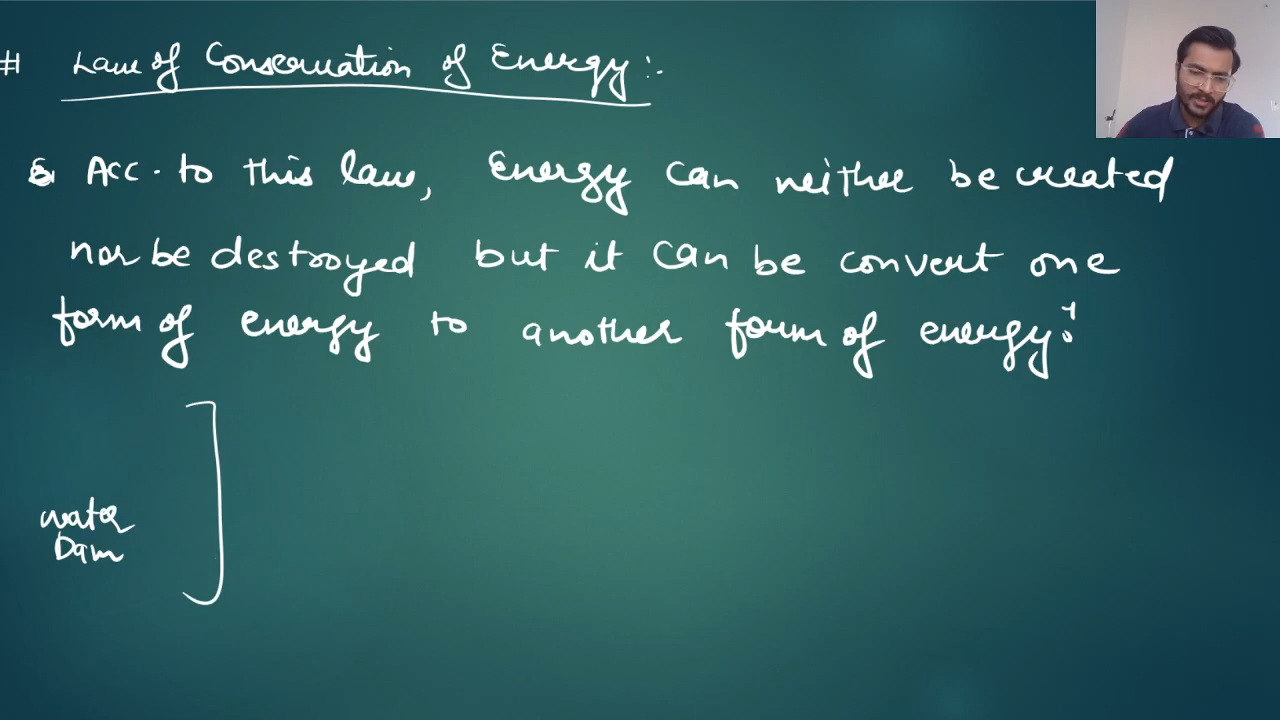 # Law of Conservation of Energy :-
Acc. to this law, Energy can neither be created
nor be destroyed but it can be convert one
form of energy to another form of energy.
water
Dam